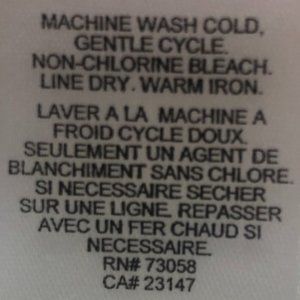 MACHINE WASH COLD,
GENTLE CYCLE.
NON-CHLORINE BLEACH.
LINE DRY. WARM IRON.
LAVER A LA MACHINE A
FROID CYCLE DOUX.
SEULEMENT UN AGENT DE
BLANCHIMENT SANS CHLORE.
SI NECESSAIRE SECHER
SUR UNE LIGNE. REPASSER
AVEC UN FER CHAUD SI
NECESSAIRE.
RN# 73058
CA# 23147